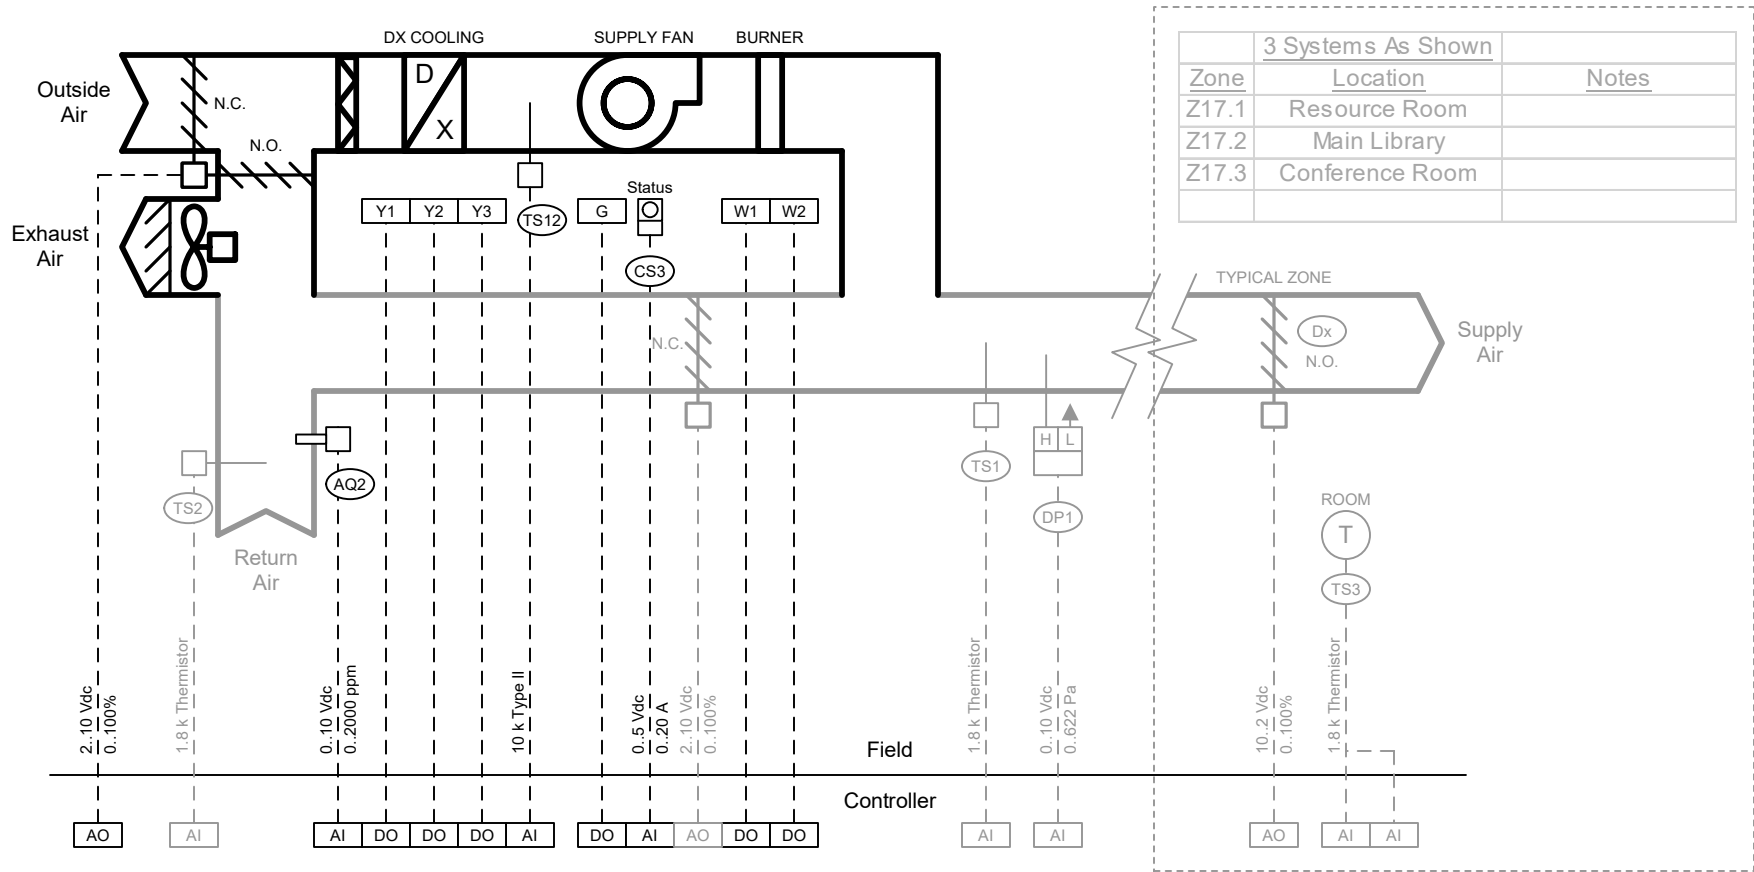 DX COOLING
SUPPLY FAN
BURNER
3 Systems As Shown
Zone Location Notes
Z17.1 Resource Room
Z17.2 Main Library
Z17.3 Conference Room
Outside
Air
D
X
N.C.
N.O.
Status
Y1 Y2 Y3
TS12
G
W1 W2
Exhaust
Air
CS3
TYPICAL ZONE
N.C.
Dx
N.O.
Supply
Air
H L
TS1
AQ2
TS2
DP1
ROOM
T
TS3
Return
Air
2..10 Vdc
0..100%
1.8 k Thermistor
0..10 Vdc
0..2000 ppm
10 k Type II
0..5 Vdc
0..20 A
2..10 Vdc
0..100%
1.8 k Thermistor
0..10 Vdc
0..622 Pa
10..2 Vdc
0..100%
1.8 k Thermistor
Field
Controller
AO AI AI DO DO DO AI DO AI AO DO DO AI AI AO AI AI